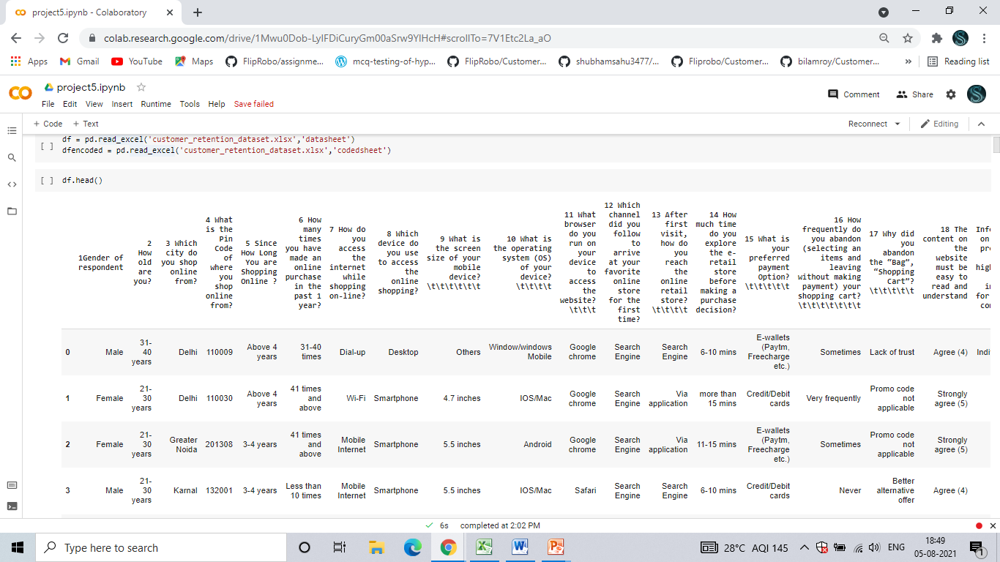 project5.ipynb - Colaboratory
colab.research.google.com/drive/1Mwu0Dob-LyIFDiCuryGm00aSrw9YlHcH#scrollTo=7V1Etc2La_aO
Apps Gmail YouTube Maps FlipRobo/assignme... mcq-testing-of-hyp... FlipRobo/Customer... shubhamsahu3477/... Fliprobo/Customer... bilamroy/Customer... » Reading list
project5.ipynb
Comment Share
File Edit View Insert Runtime Tools Help Save failed
+ Code + Text Reconnect Editing
df = pd.read_excel('customer_retention_dataset.xlsx','datasheet')
[ ] dfencoded = pd.read_excel('customer_retention_dataset.xlsx','codedsheet')
[ ] df.head()
1Gender of
respondent
2
How
old
are
you?
3 Which
city do
you shop
online
from?
4 What
is the
Pin
Code
of
where
you
shop
online
from?
5 Since
How Long
You are
Shopping
Online ?
6 How
many
times
you have
made an
online
purchase
in the
past 1
year?
7 How do
you
access
the
internet
while
shopping
on-line?
8 Which
device do
you use
to access
the
online
shopping?
9 What is
the screen
size of your
mobile
device?
\t\t\t\t\t\t
10 What is
the operating
system (OS)
of your
device?
\t\t\t\t
11 What
browser
do you
run on
your
device
to
access
the
website?
\t\t\t
12 Which
channel
did you
follow
to
arrive
at your
favorite
online
store
for the
first
time?
13 After
first
visit,
how do
you
reach
the
online
retail
store?
\t\t\t\t
14 How
much time
do you
explore
the e-
retail
store
before
making a
purchase
decision?
15 What is
your
preferred
payment
Option?
\t\t\t\t\t
16 How
frequently do
you abandon
(selecting an
items and
leaving
without making
payment) your
shopping cart?
\t\t\t\t\t\t\t
17 Why did
you
abandon
the “Bag”,
“Shopping
Cart”?
\t\t\t\t\t
18 The
content on
the
website
must be
easy to
read and
understand
0 Male 31-40 years Delhi 110009 Above 4 years 31-40 times Dial-up Desktop Others Window/windows Mobile Google chrome Search Engine Search Engine 6-10 mins E-wallets (Paytm, Freecharge etc.) Sometimes Lack of trust Agree (4)
1 Female 21-30 years Delhi 110030 Above 4 years 41 times and above Wi-Fi Smartphone 4.7 inches IOS/Mac Google chrome Search Engine Via application more than 15 mins Credit/Debit cards Very frequently Promo code not applicable Strongly agree (5)
2 Female 21-30 years Greater Noida 201308 3-4 years 41 times and above Mobile Internet Smartphone 5.5 inches Android Google chrome Search Engine Via application 11-15 mins E-wallets (Paytm, Freecharge etc.) Sometimes Promo code not applicable Strongly agree (5)
3 Male 21-30 years Karnal 132001 3-4 years Less than 10 times Mobile Internet Smartphone 5.5 inches IOS/Mac Safari Search Engine Search Engine 6-10 mins Credit/Debit cards Never Better alternative offer Agree (4)
6s completed at 2:02 PM
Type here to search
28°C AQI 145 ENG 18:49
05-08-2021
1